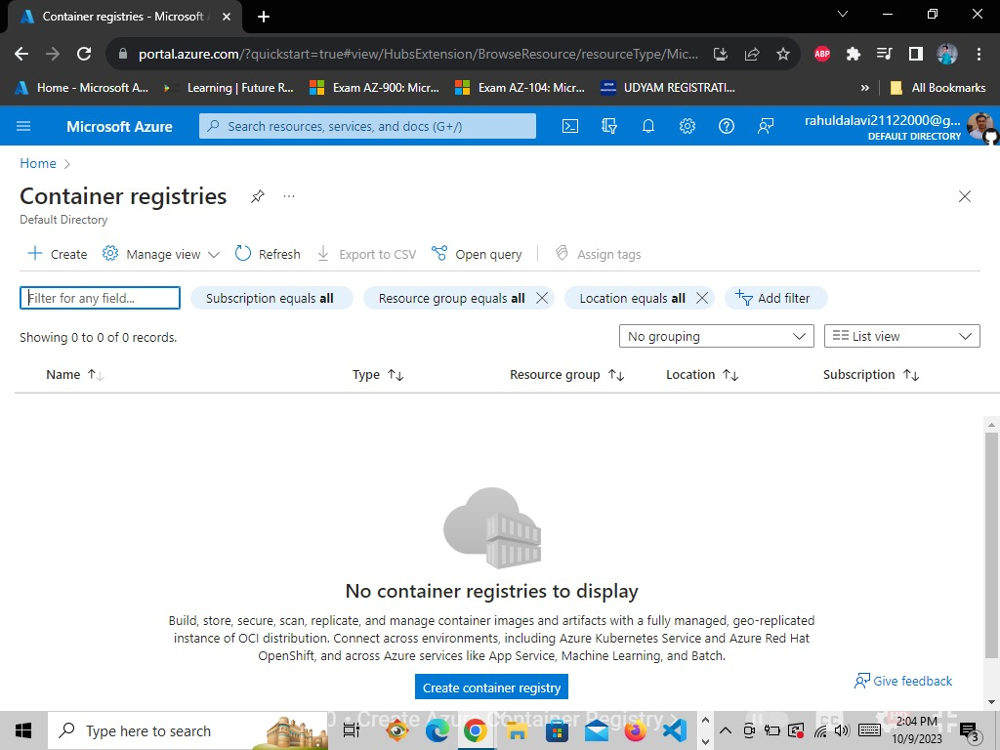 Container registries - Microsoft A
portal.azure.com/?quickstart=true#view/HubsExtension/BrowseResource/resourceType/Mic...
ABP
Home - Microsoft A...
Learning | Future R...
Exam AZ-900: Micr...
Exam AZ-104: Micr...
UDYAM REGISTRATI...
»
All Bookmarks
Microsoft Azure
Search resources, services, and docs (G+/)
rahuldalavi21122000@g...
DEFAULT DIRECTORY
Home >
Container registries
...
Default Directory
+ Create
Manage view
Refresh
Export to CSV
Open query
Assign tags
Filter for any field...
Subscription equals all
Resource group equals all
Location equals all
Add filter
Showing 0 to 0 of 0 records.
No grouping
List view
Name
Type
Resource group
Location
Subscription
No container registries to display
Build, store, secure, scan, replicate, and manage container images and artifacts with a fully managed, geo-replicated
instance of OCI distribution. Connect across environments, including Azure Kubernetes Service and Azure Red Hat
OpenShift, and across Azure services like App Service, Machine Learning, and Batch.
Create container registry
Give feedback
Type here to search
• Create Azure Container Registry >
CC
2:04 PM
10/9/2023
3